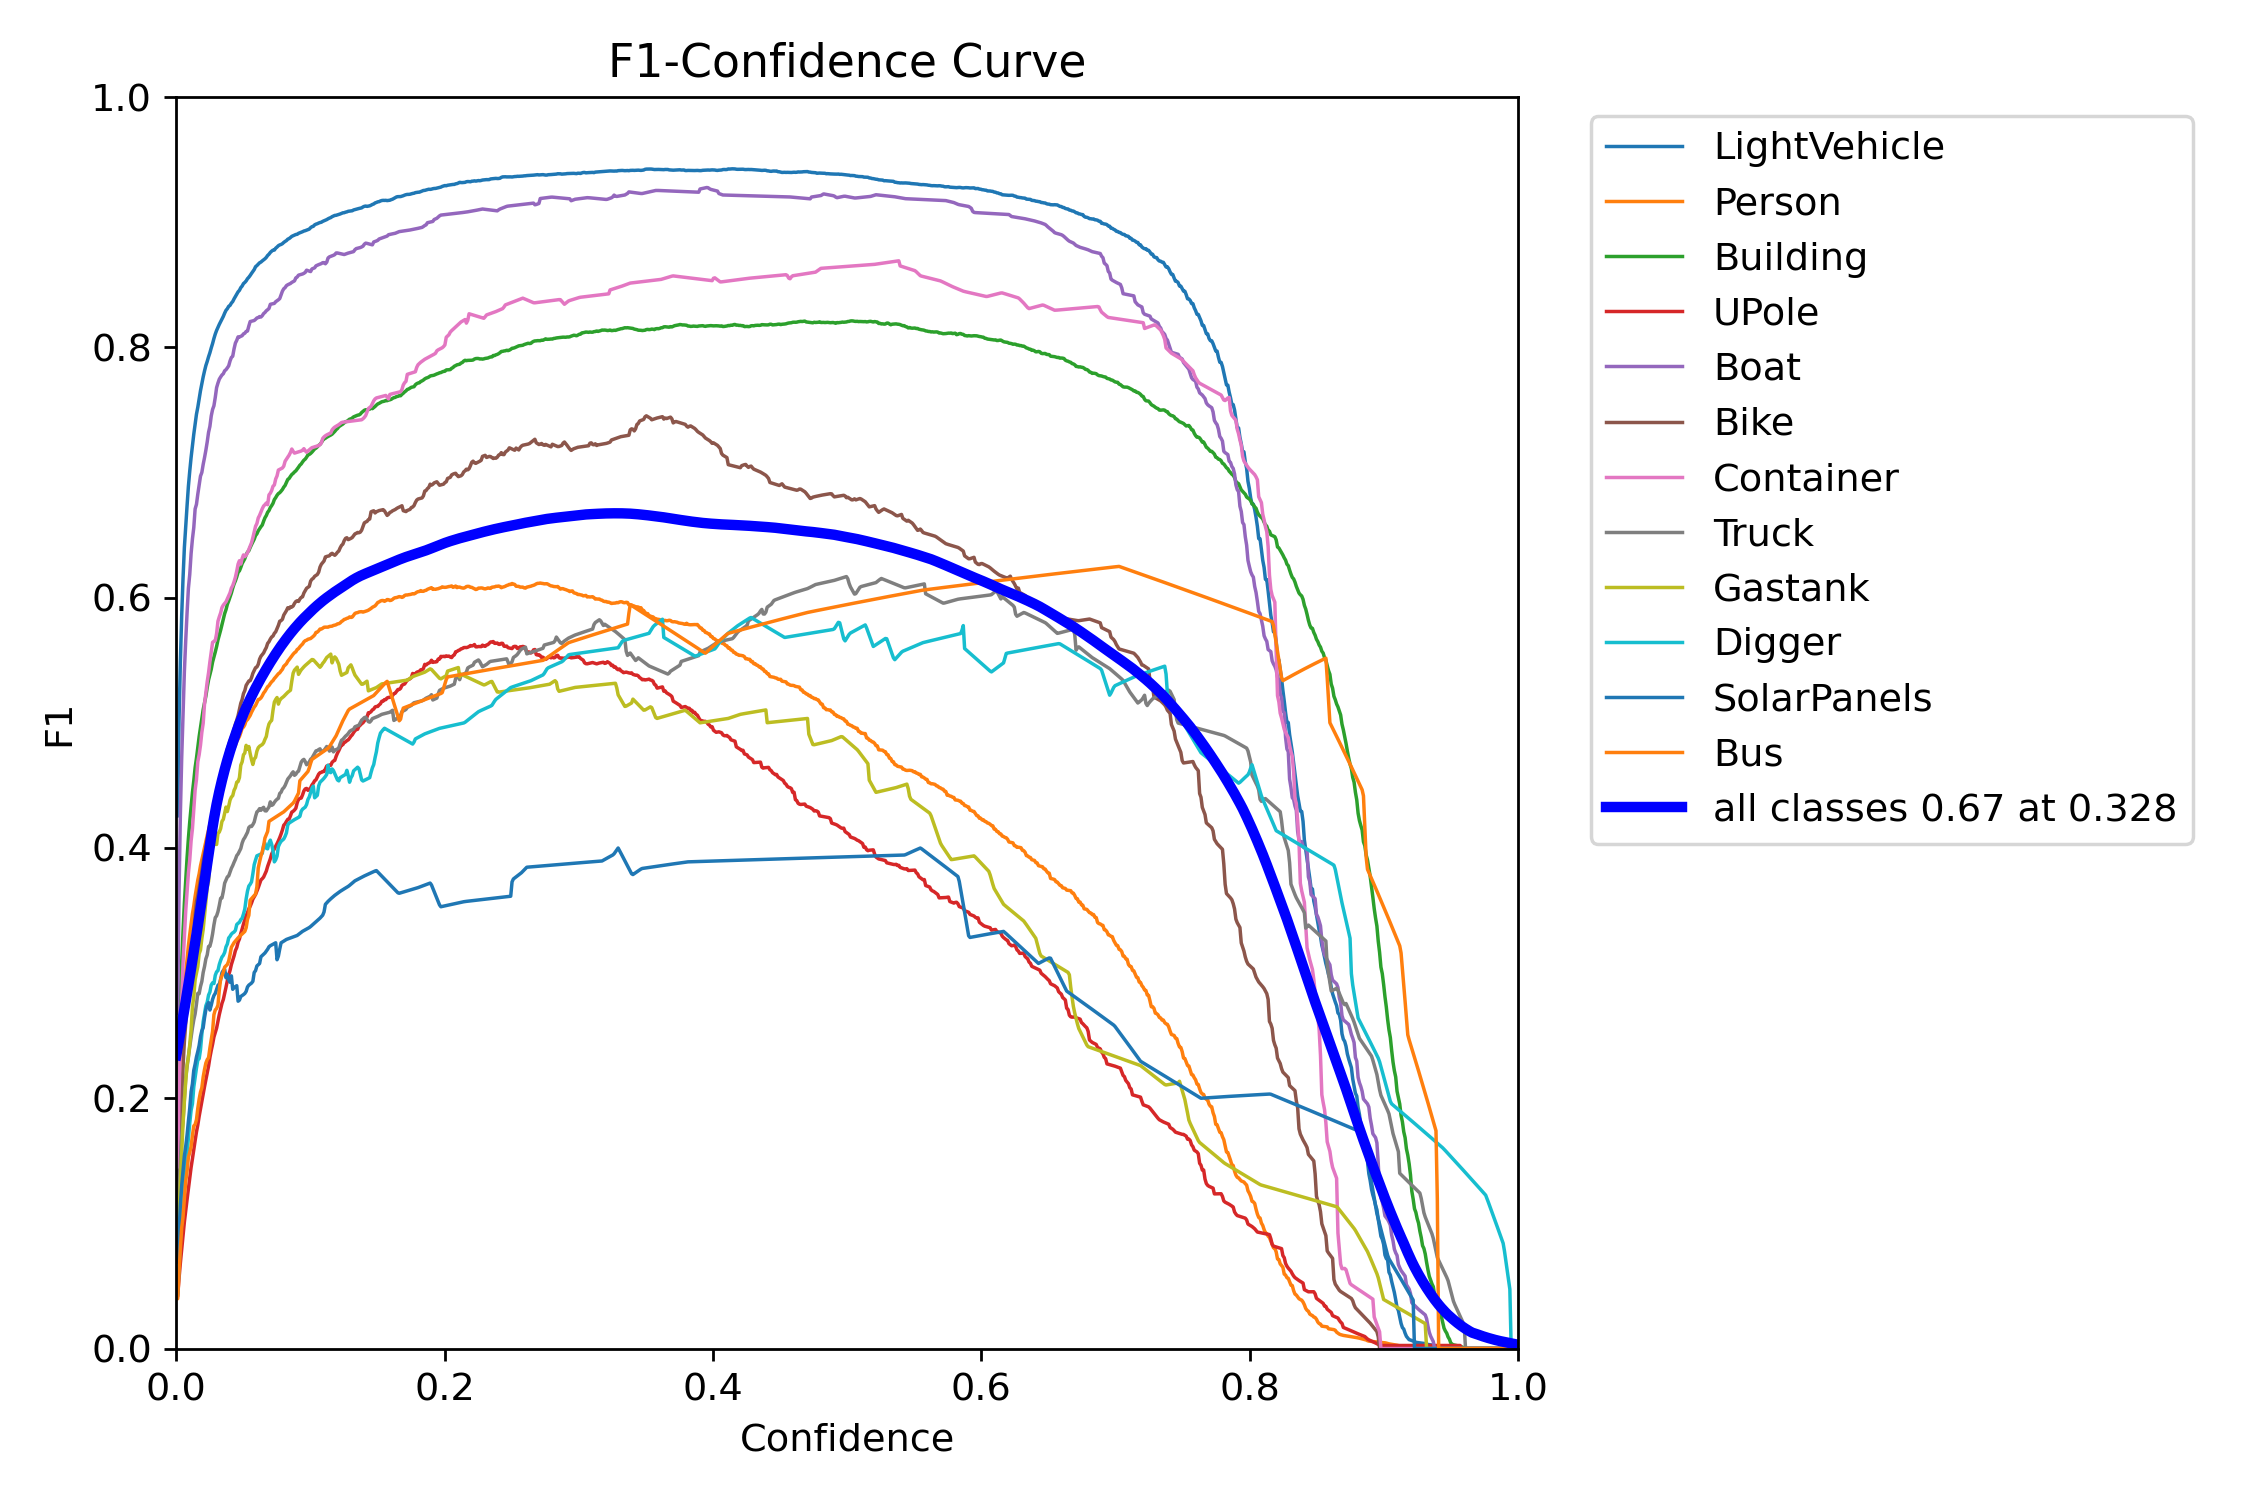 F1-Confidence Curve
1.0
0.8
0.6
0.4
0.2
0.0
F1
0.0 0.2 0.4 0.6 0.8 1.0
Confidence
LightVehicle
Person
Building
UPole
Boat
Bike
Container
Truck
Gastank
Digger
SolarPanels
Bus
all classes 0.67 at 0.328